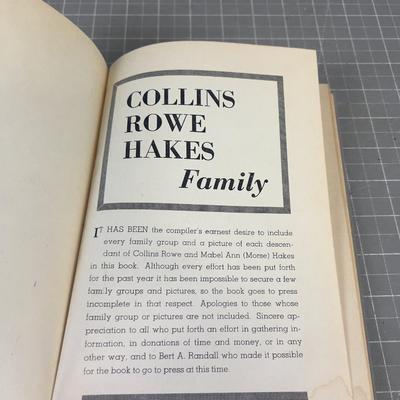 COLLINS
ROWE
HAKES
Family
IT HAS BEEN the compiler's earnest desire to include
every family group and a picture of each descen-
dant of Collins Rowe and Mabel Ann (Morse) Hakes
in this book. Although every effort has been put forth
for the past year it has been impossible to secure a few
family groups and pictures, so the book goes to press
incomplete in that respect. Apologies to those whose
family group or pictures are not included. Sincere ap-
preciation to all who put forth an effort in gathering in-
formation, in donations of time and money, or in any
other way, and to Bert A. Randall who made it possible
for the book to go to press at this time.